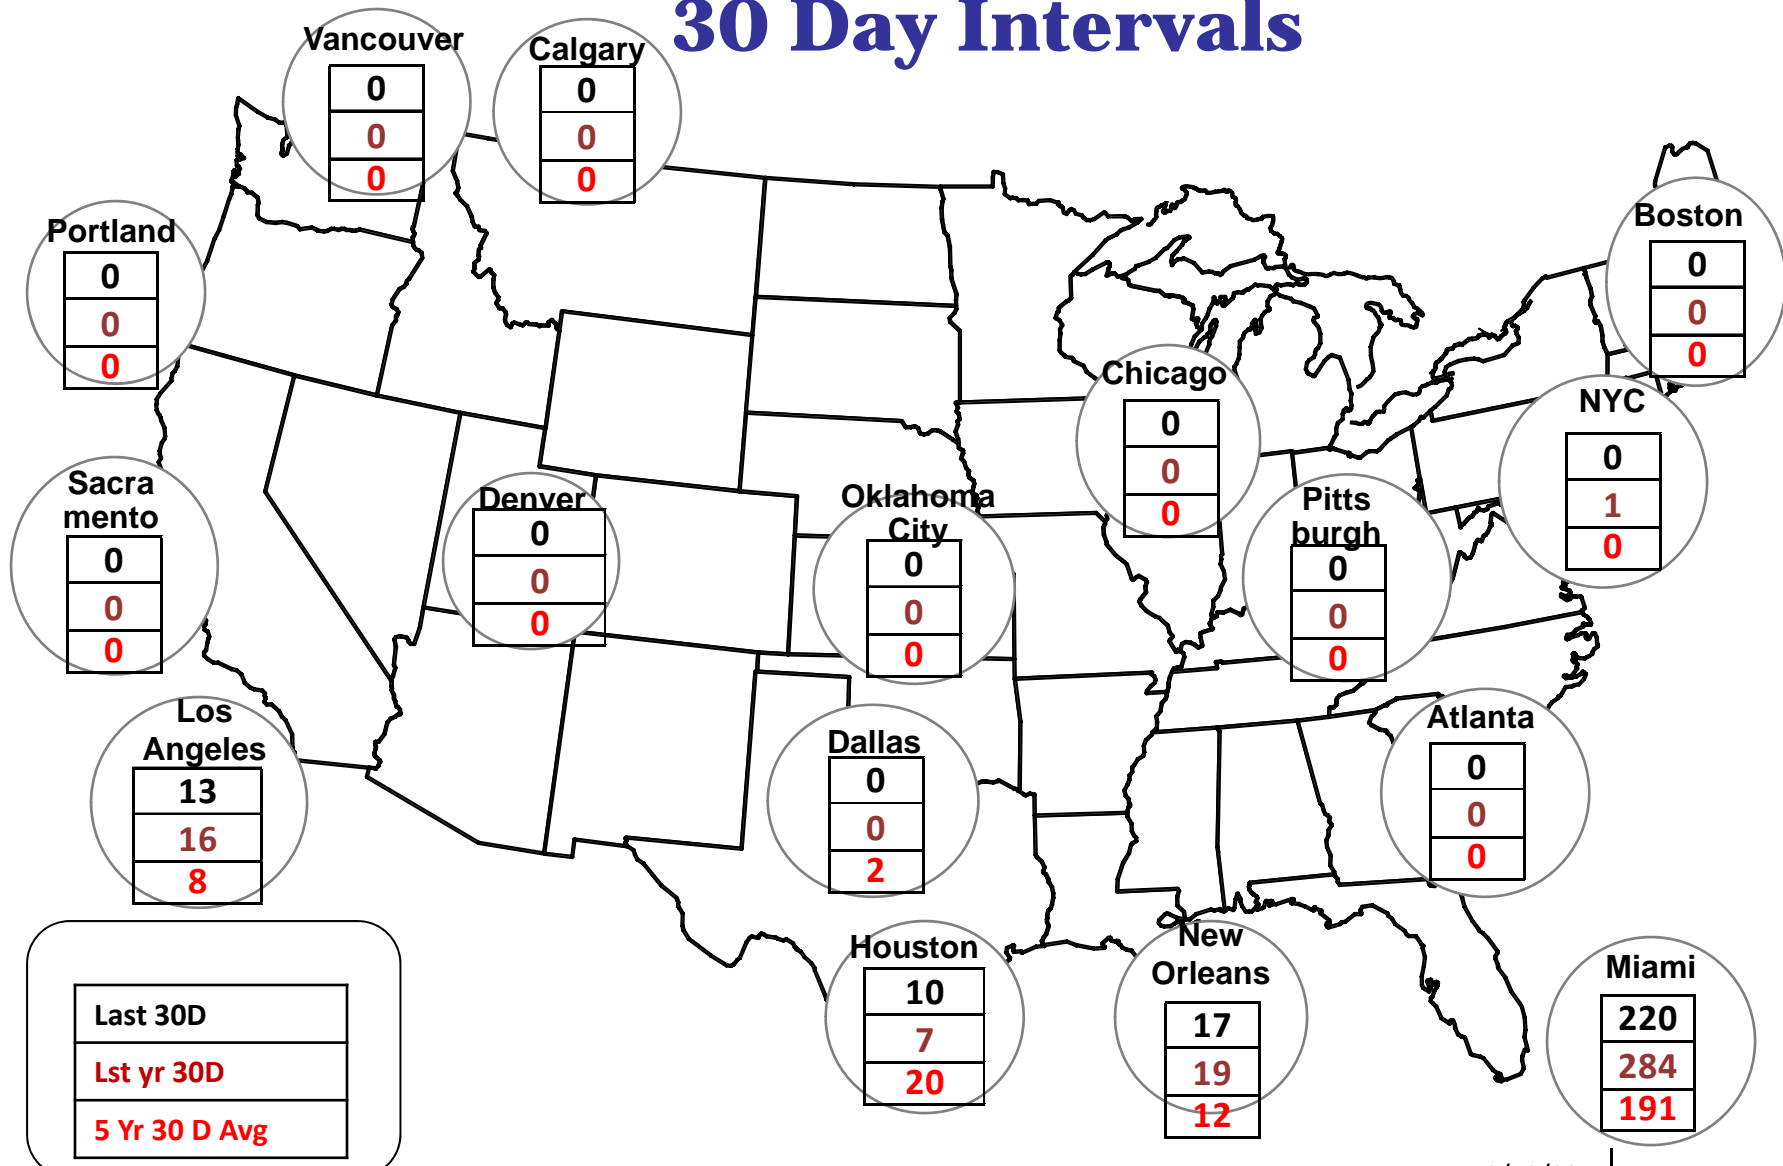 30 Day Intervals
Vancouver
0
0
0
Calgary
0
0
0
Portland
0
0
0
Boston
0
0
0
Chicago
0
0
0
NYC
0
1
0
Sacra
mento
0
0
0
Denver
0
0
0
Oklahoma
City
0
0
0
Pitts
burgh
0
0
0
Los
Angeles
13
16
8
Dallas
0
0
2
Atlanta
0
0
0
Houston
10
7
20
New
Orleans
17
19
12
Miami
220
284
191
Last 30D
Lst yr 30D
5 Yr 30 D Avg